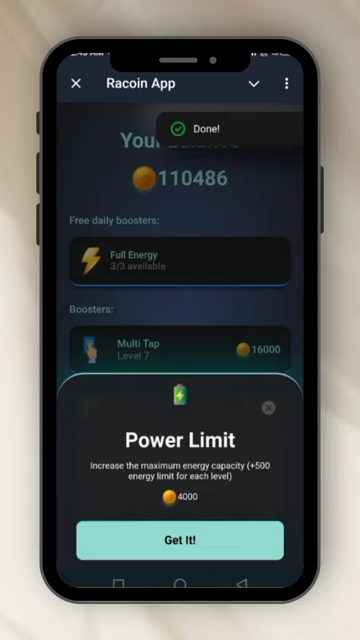 Racoin App
Done!
110486
Free daily boosters:
Full Energy
3/3 available
Boosters:
Multi Tap
Level 7
16000
Power Limit
Increase the maximum energy capacity (+500
energy limit for each level)
4000
Get It!